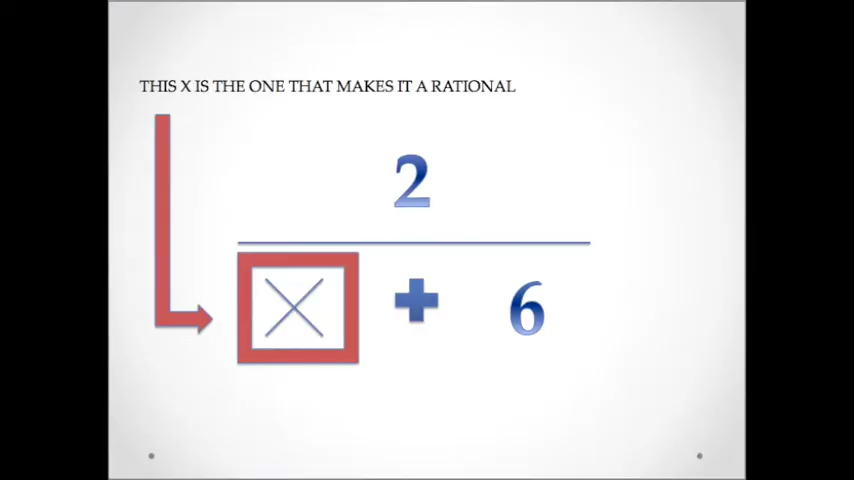 THIS X IS THE ONE THAT MAKES IT A RATIONAL
2
X + 6